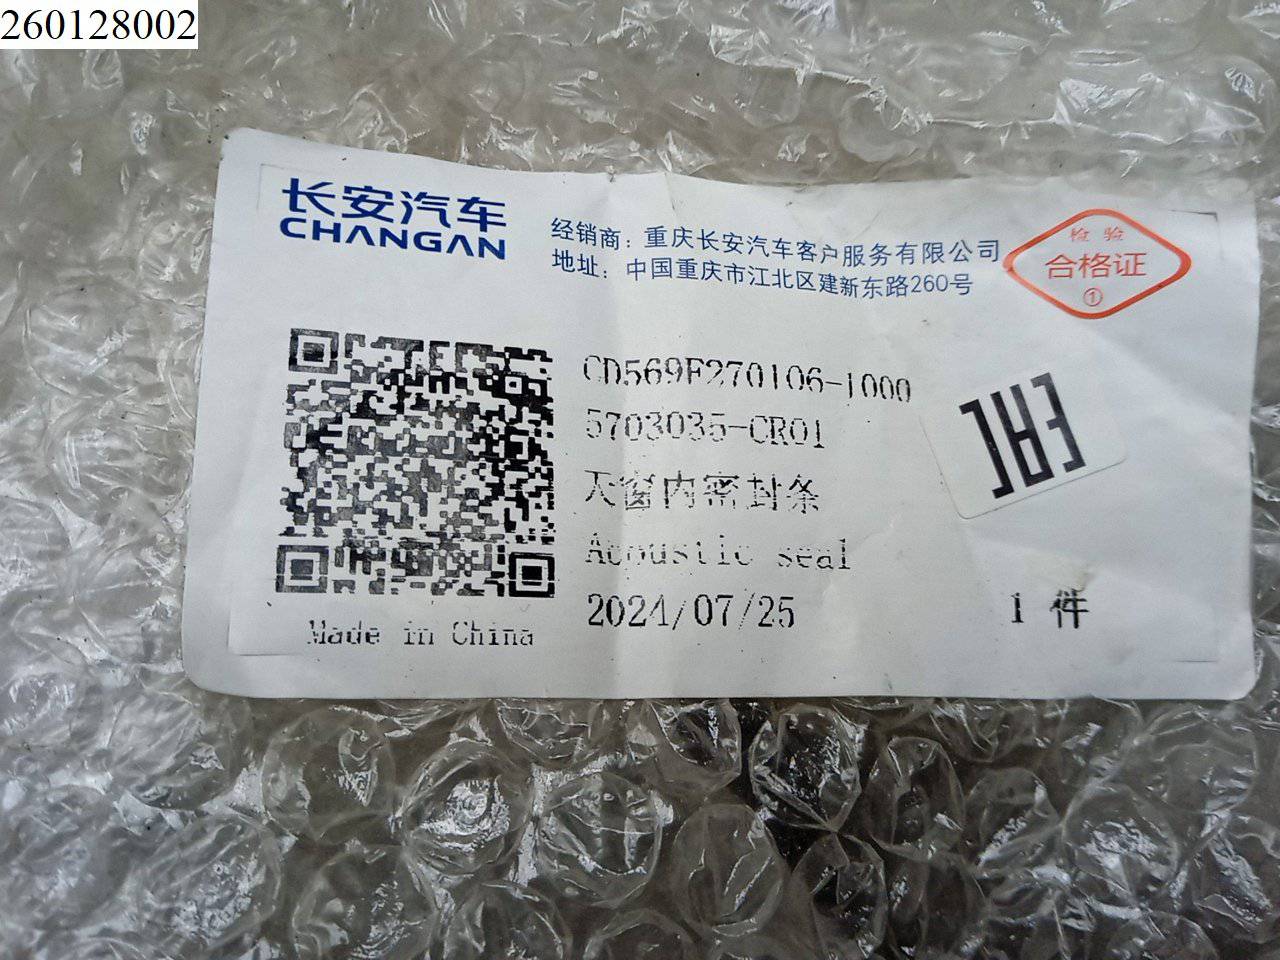 260128002
长安汽车
CHANGAN
经销商：重庆长安汽车客户服务有限公司
地址：中国重庆市江北区建新东路260号
检验
合格证
①
CD569F270106-1000
5703035-CR01
天窗内密封条
Acoustic seal
2024/07/25
1 件
Made in China